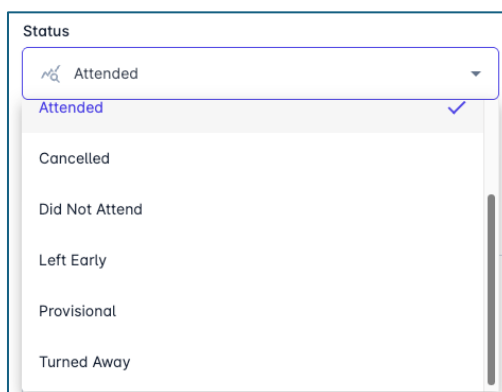 Status
Attended
Attended
Cancelled
Did Not Attend
Left Early
Provisional
Turned Away